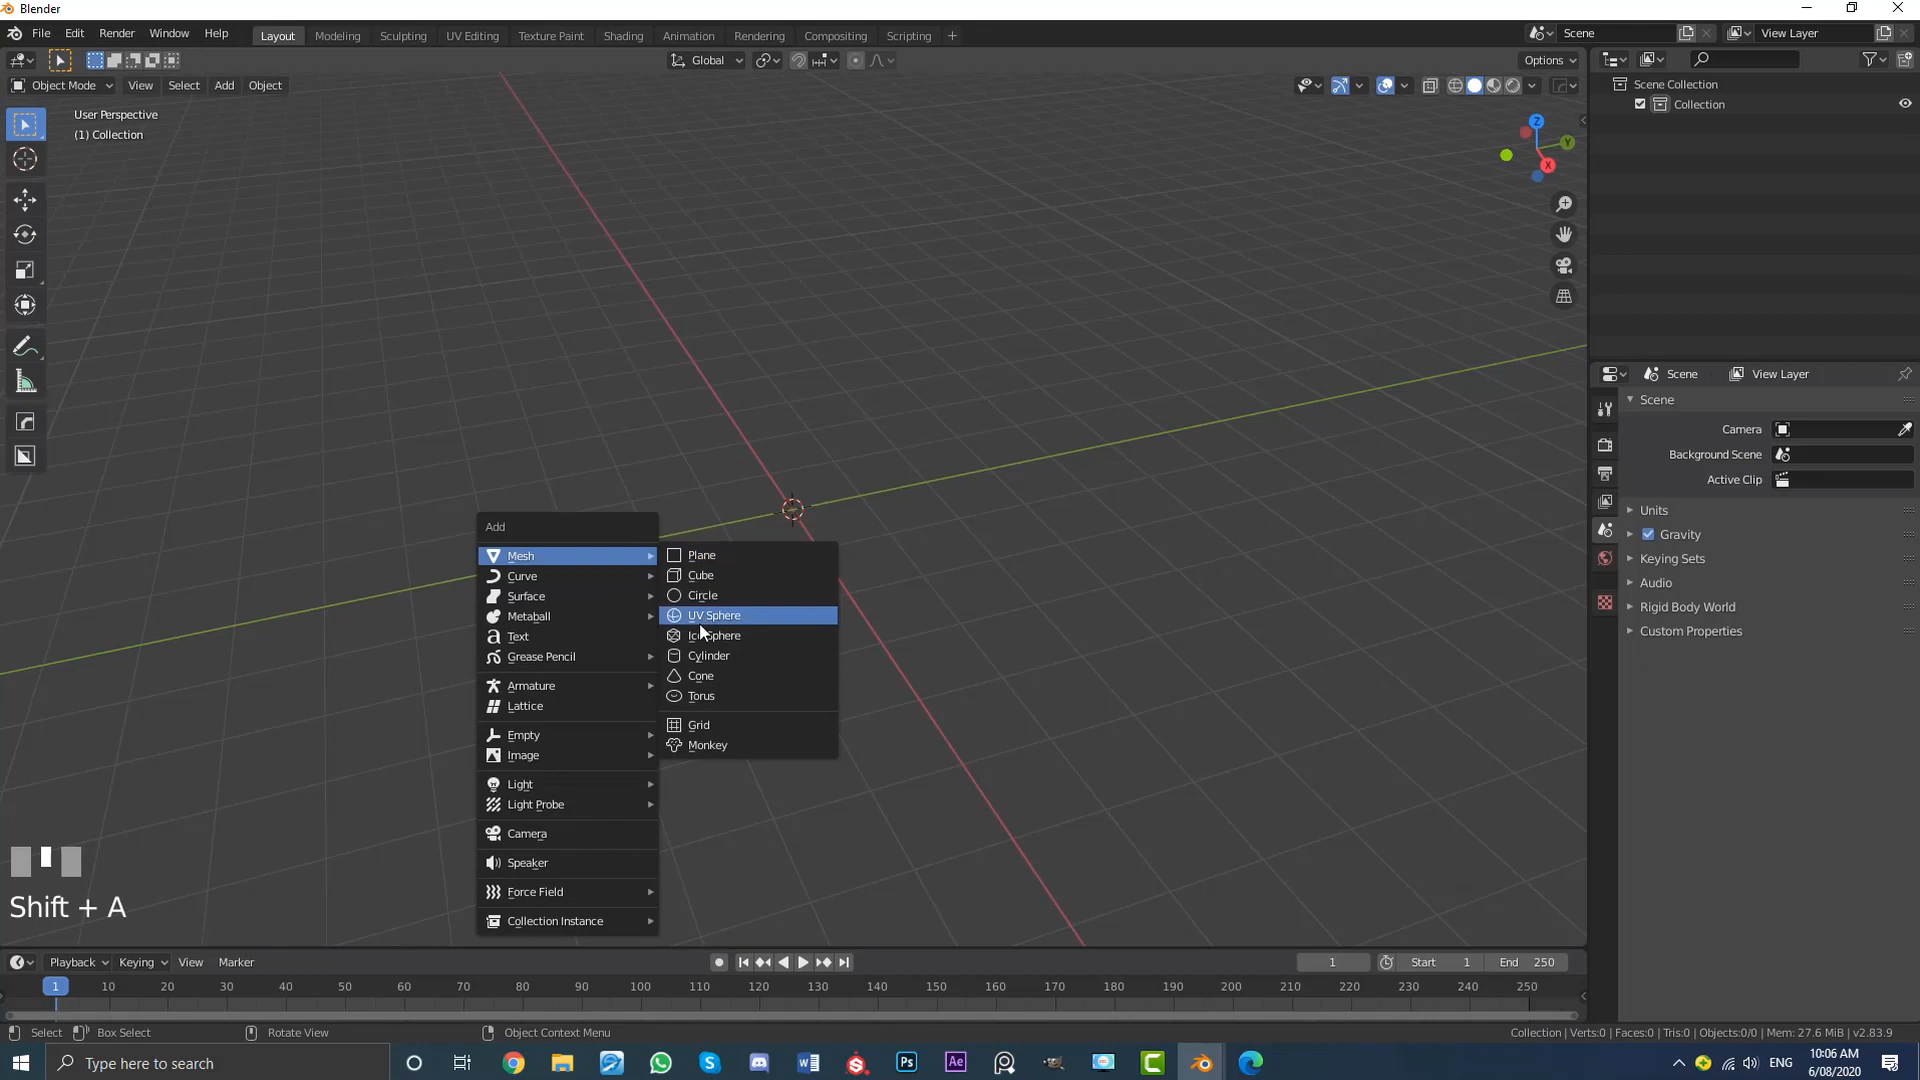 Blender
File Edit Render Window Help
Layout Modeling Sculpting UV Editing Texture Paint Shading Animation Rendering Compositing Scripting +
Scene
View Layer
Global
Options
Object Mode View Select Add Object
User Perspective
(1) Collection
Z
Y
X
Scene Collection
Collection
Scene View Layer
Scene
Camera
Background Scene
Active Clip
Units
Gravity
Keying Sets
Audio
Rigid Body World
Custom Properties
Add
Mesh
Curve
Surface
Metaball
Text
Grease Pencil
Armature
Lattice
Empty
Image
Light
Light Probe
Camera
Speaker
Force Field
Collection Instance
Plane
Cube
Circle
UV Sphere
Ico Sphere
Cylinder
Cone
Torus
Grid
Monkey
Shift + A
Playback Keying View Marker
1 Start 1 End 250
1 10 20 30 40 50 60 70 80 90 100 110 120 130 140 150 160 170 180 190 200 210 220 230 240 250
Select Box Select Rotate View Object Context Menu
Collection | Verts:0 | Faces:0 | Tris:0 | Objects:0/0 | Mem: 27.6 MiB | v2.83.9
Type here to search
ENG
10:06 AM
6/08/2020